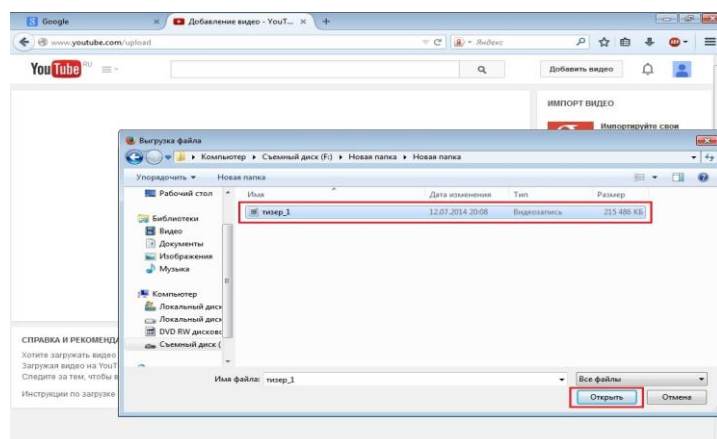 Google
Добавление видео - YouT...
www.youtube.com/upload
Яндекс
YouTube RU
Добавить видео
ИМПОРТ ВИДЕО
Импортируйте свои
Выгрузка файла
Компьютер ▸ Съемный диск (F:) ▸ Новая папка ▸ Новая папка
Упорядочить Новая папка
Рабочий стол
Имя Дата изменения Тип Размер
тизер_1 12.07.2014 20:08 Видеозапись 215 486 КБ
Библиотеки
Видео
Документы
Изображения
Музыка
Компьютер
Локальный диск
Локальный диск
DVD RW дисково
Съемный диск (
СПРАВКА И РЕКОМЕНДА
Хотите загружать видео
Загружая видео на YouT
Следите за тем, чтобы в
Инструкции по загрузке
Имя файла: тизер_1
Все файлы
Открыть Отмена